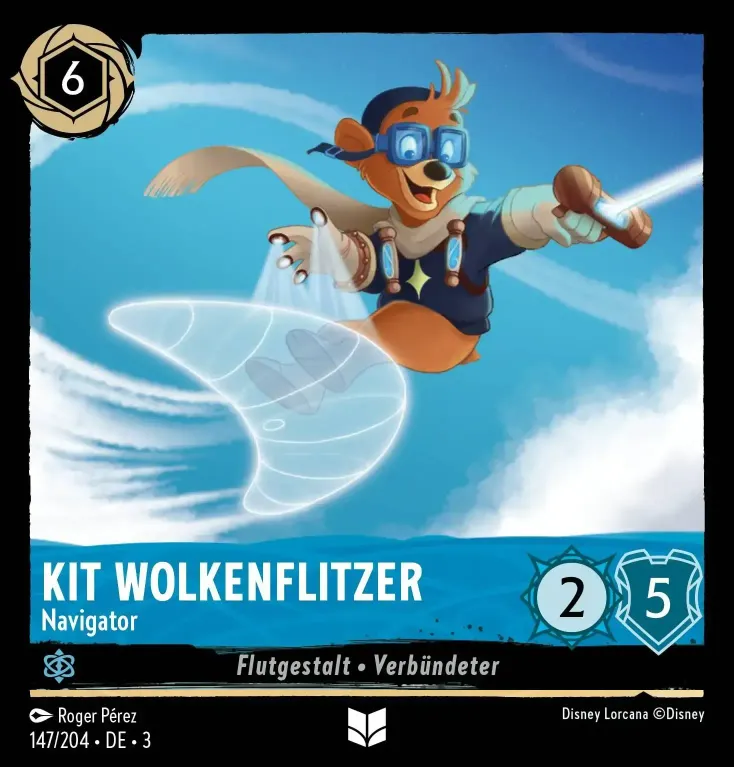 6
KIT WOLKENFLITZER
Navigator
2
5
Flutgestalt • Verbündeter
Roger Pérez
Disney Lorcana ©Disney
147/204 • DE • 3